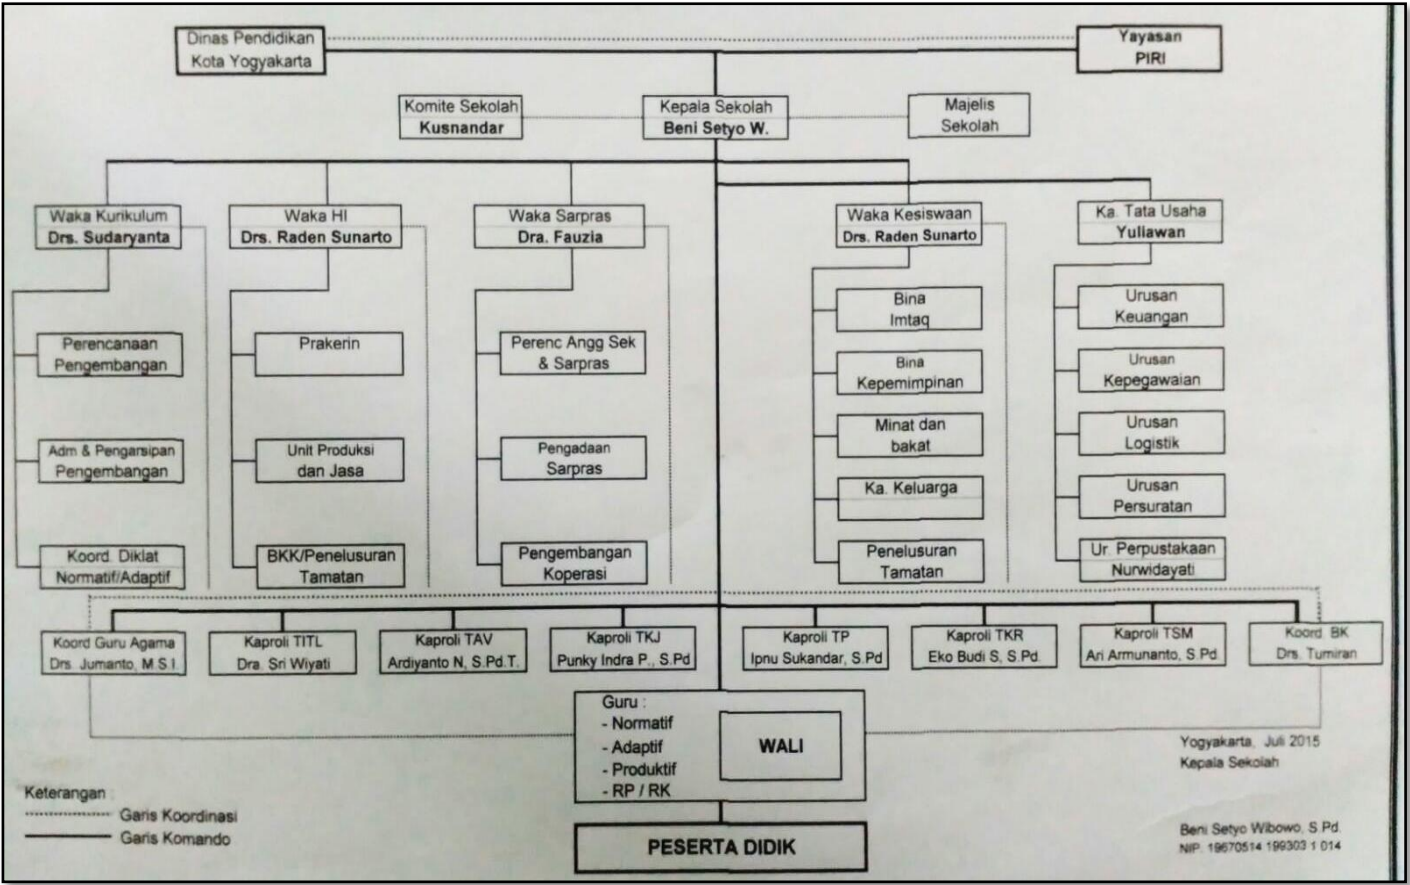 Dinas Pendidikan
Kota Yogyakarta
Yayasan
PIRI
Komite Sekolah
Kusnandar
Kepala Sekolah
Beni Setyo W.
Majelis
Sekolah
Waka Kurikulum
Drs. Sudaryanta
Waka HI
Drs. Raden Sunarto
Waka Sarpras
Dra. Fauzia
Waka Kesiswaan
Drs. Raden Sunarto
Ka. Tata Usaha
Yuliawan
Perencanaan
Pengembangan
Adm & Pengarsipan
Pengembangan
Koord. Diklat
Normatif/Adaptif
Prakerin
Unit Produksi
dan Jasa
BKK/Penelusuran
Tamatan
Perenc Angg Sek
& Sarpras
Pengadaan
Sarpras
Pengembangan
Koperasi
Bina
Imtaq
Bina
Kepemimpinan
Minat dan
bakat
Ka. Keluarga
Penelusuran
Tamatan
Urusan
Keuangan
Urusan
Kepegawaian
Urusan
Logistik
Urusan
Persuratan
Ur. Perpustakaan
Nurwidayati
Koord Guru Agama
Drs. Jumanto, M.S.I.
Kaproli TITL
Dra. Sri Wiyati
Kaproli TAV
Ardiyanto N, S.Pd.T.
Kaproli TKJ
Punky Indra P., S.Pd
Kaproli TP
Ipnu Sukandar, S.Pd
Kaproli TKR
Eko Budi S, S.Pd.
Kaproli TSM
Ari Armunanto, S.Pd
Koord. BK
Drs. Tumiran
Guru :
- Normatif
- Adaptif
- Produktif
- RP / RK
WALI
PESERTA DIDIK
Keterangan :
Garis Koordinasi
Garis Komando
Yogyakarta, Juli 2015
Kepala Sekolah
Beni Setyo Wibowo, S.Pd.
NIP. 19670514 199303 1 014